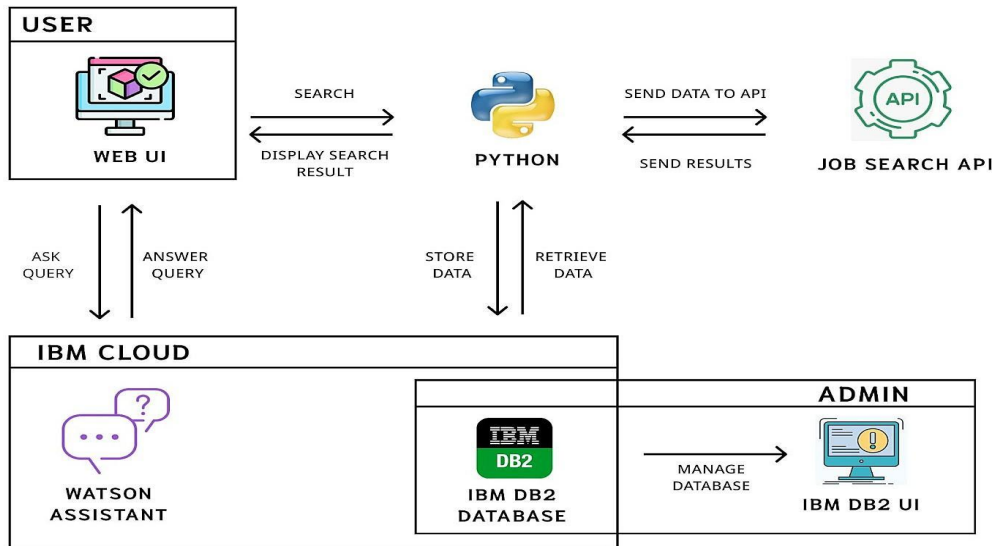 USER
WEB UI
SEARCH
DISPLAY SEARCH
RESULT
PYTHON
SEND DATA TO API
SEND RESULTS
API
JOB SEARCH API
ASK
QUERY
ANSWER
QUERY
STORE
DATA
RETRIEVE
DATA
IBM CLOUD
?
WATSON
ASSISTANT
ADMIN
IBM
DB2
IBM DB2
DATABASE
MANAGE
DATABASE
!
IBM DB2 UI